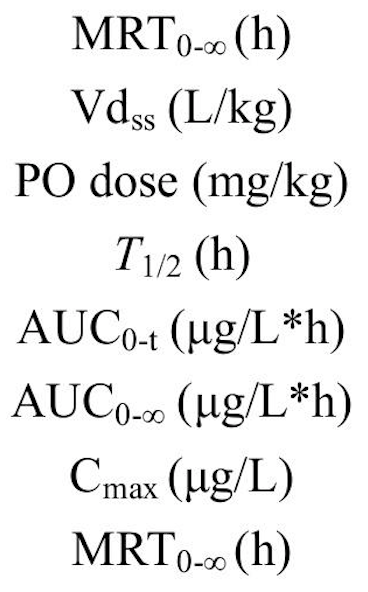 MRT0-∞ (h)
Vdss (L/kg)
PO dose (mg/kg)
T1/2 (h)
AUC0-t (μg/L*h)
AUC0-∞ (μg/L*h)
Cmax (μg/L)
MRT0-∞ (h)